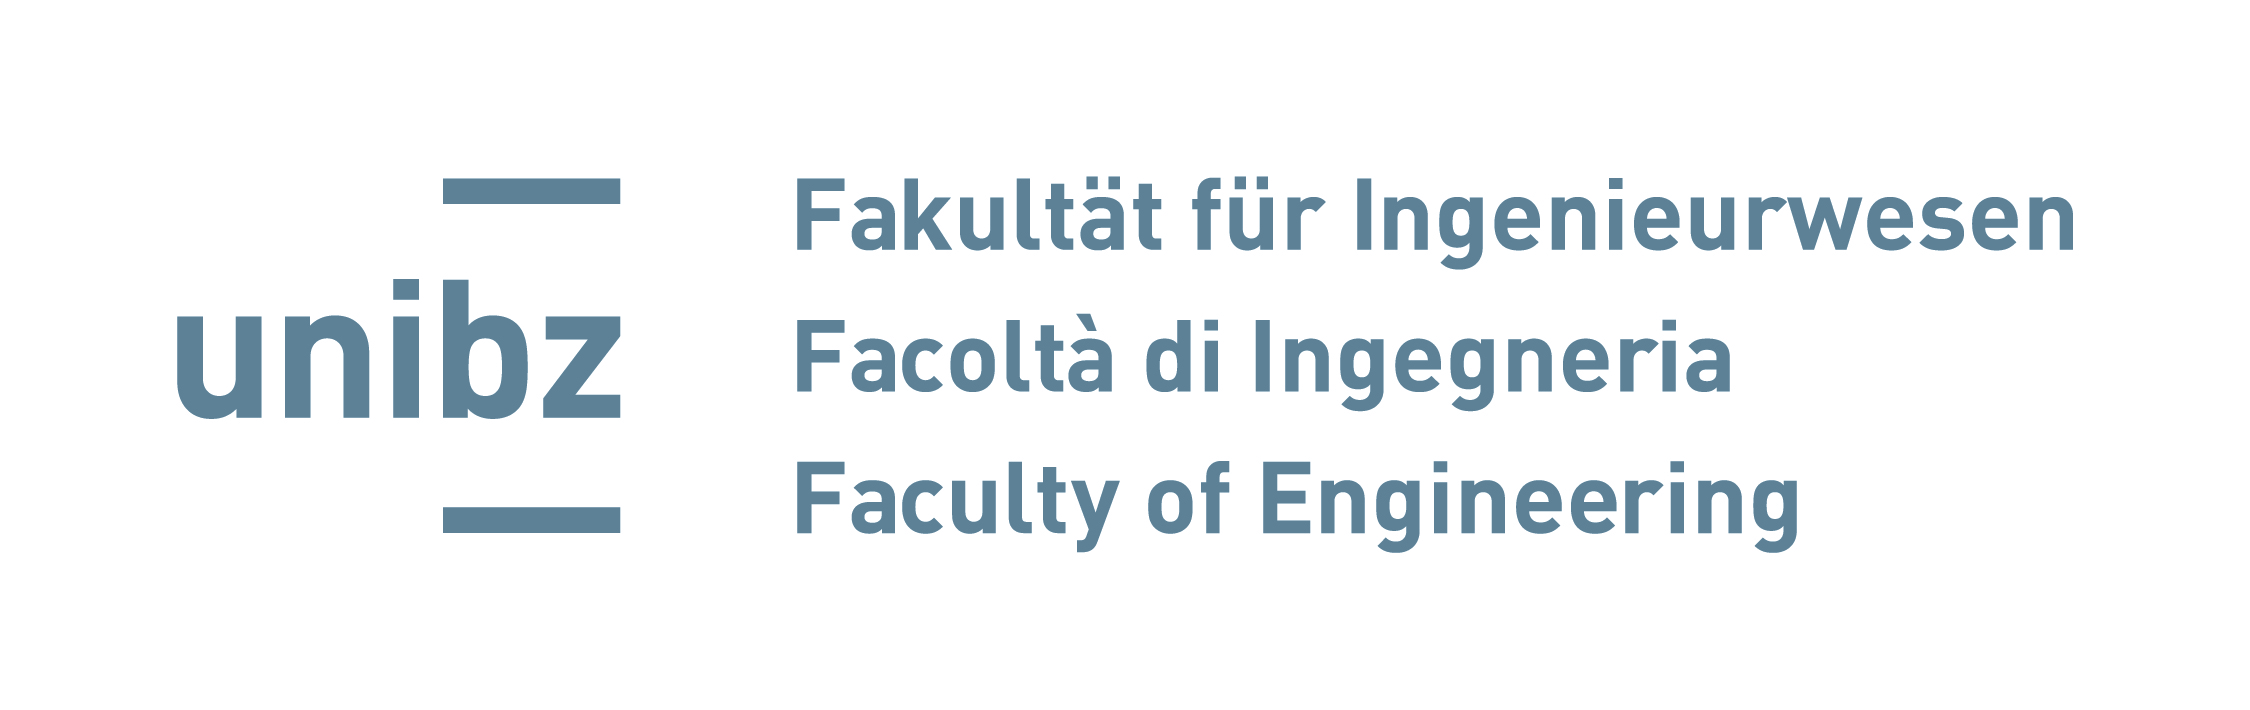 unibz
Fakultät für Ingenieurwesen
Facoltà di Ingegneria
Faculty of Engineering